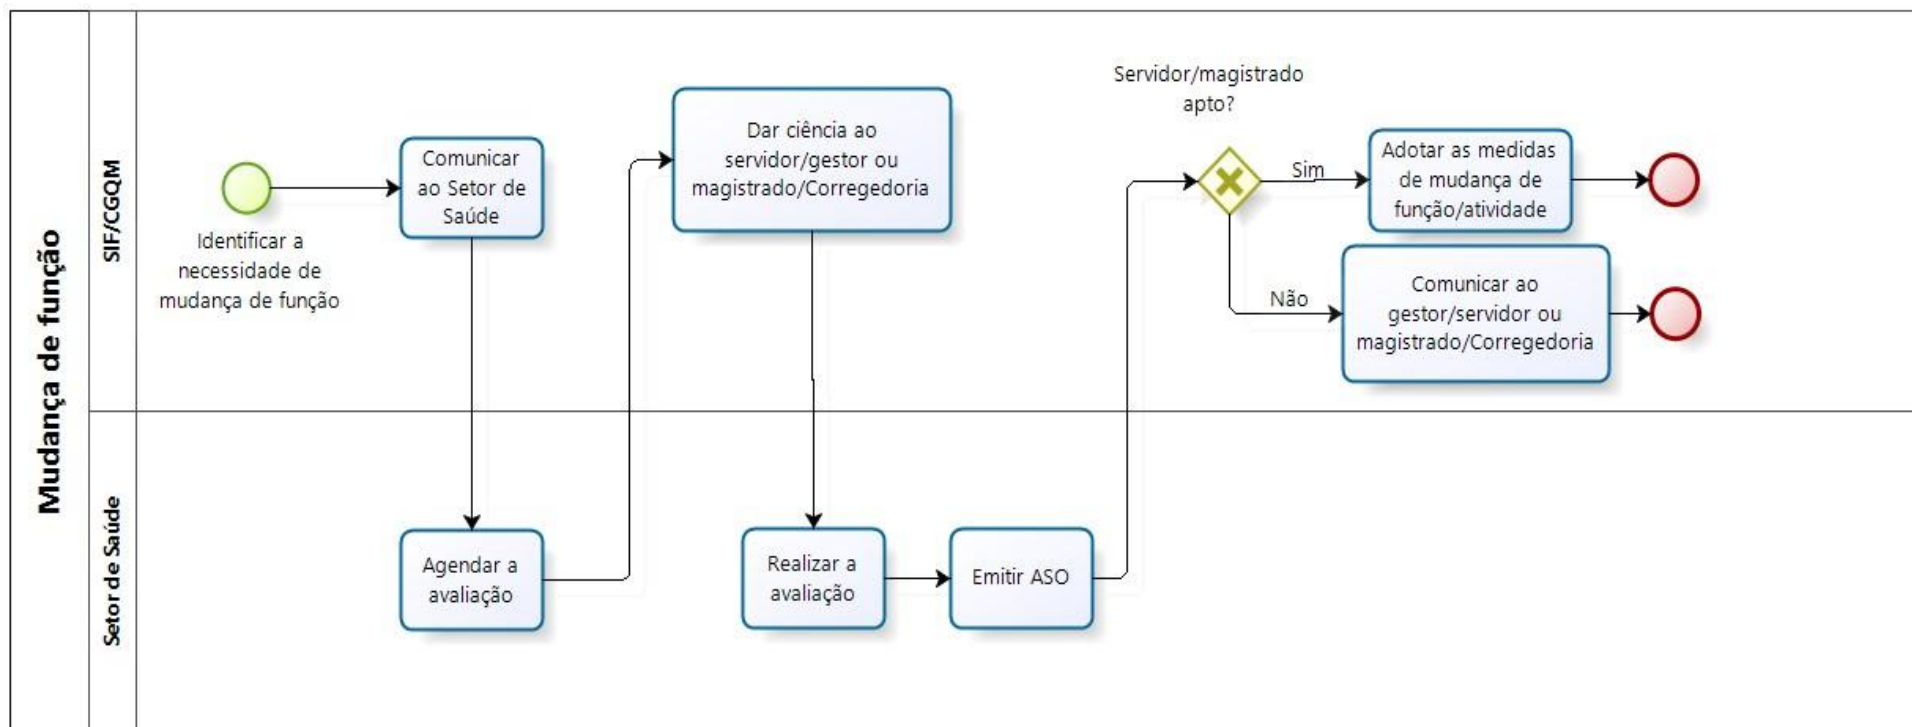 Mudança de função
SIF/CGQM
Identificar a
necessidade de
mudança de função
Comunicar
ao Setor de
Saúde
Dar ciência ao
servidor/gestor ou
magistrado/Corregedoria
Servidor/magistrado
apto?
Sim
Adotar as medidas
de mudança de
função/atividade
Não
Comunicar ao
gestor/servidor ou
magistrado/Corregedoria
Setor de Saúde
Agendar a
avaliação
Realizar a
avaliação
Emitir ASO